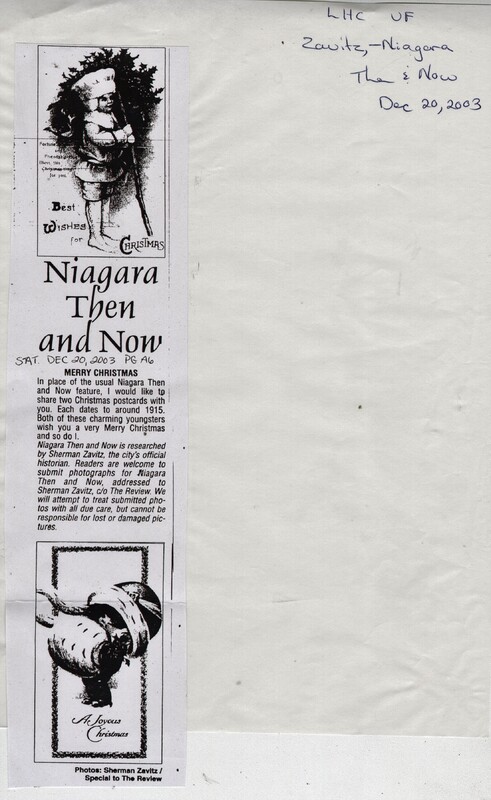 LHC VF
Zavitz,-Niagara
The & Now
Dec 20, 2003
Best
Wishes
for Christmas
Niagara
Then
and Now
SAT. DEC 20, 2003 PG A6
MERRY CHRISTMAS
In place of the usual Niagara Then
and Now feature, I would like to
share two Christmas postcards with
you. Each dates to around 1915.
Both of these charming youngsters
wish you a very Merry Christmas
and so do I.
Niagara Then and Now is researched
by Sherman Zavitz, the city's official
historian. Readers are welcome to
submit photographs for Niagara
Then and Now, addressed to
Sherman Zavitz, c/o The Review. We
will attempt to treat submitted pho-
tos with all due care, but cannot be
responsible for lost or damaged pic-
tures.
A Joyous
Christmas
Photos: Sherman Zavitz /
Special to The Review